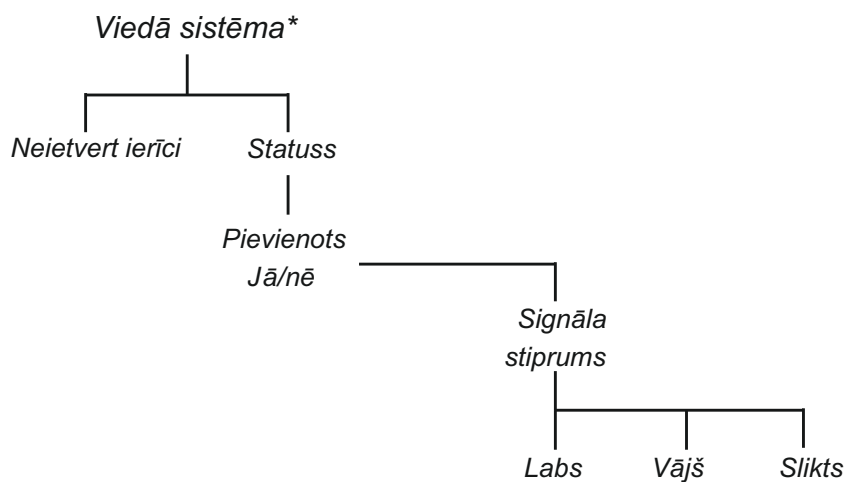 Viedā sistēma*
Neietvert ierīci
Statuss
Pievienots
Jā/nē
Signāla
stiprums
Labs
Vājš
Slikts